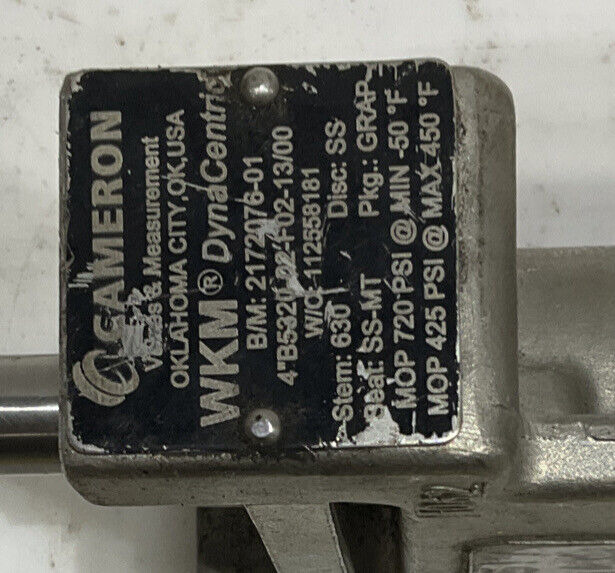 CAMERON
Valves & Measurement
OKLAHOMA CITY, OK, USA
WKM® DynaCentric
B/M: 2172076-01
4"B5320-02-F02-13/00
W/O: 112558181
Stem: 630 Disc: SS
Seat: SS-MT Pkg.: GRAP
MOP 720 PSI @ MIN -50 °F
MOP 425 PSI @ MAX 450 °F